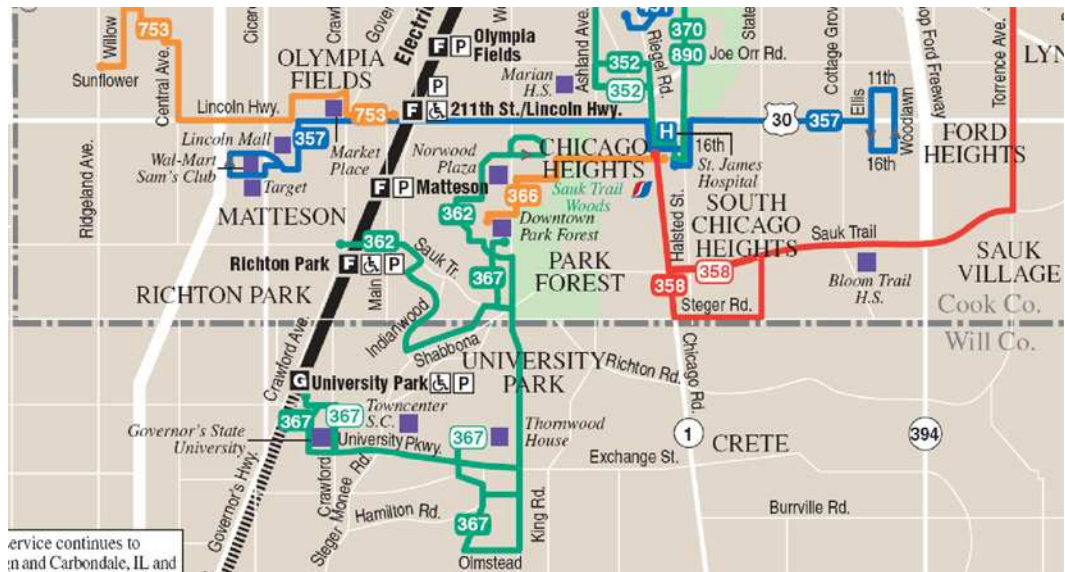 Willow
753
Cicero
Crawf
Gover
Electric
Olympia
Fields
F
P
Sunflower
Central Ave.
OLYMPIA
FIELDS
P
Marian
H.S.
Ashland Ave.
352
352
Riegel Rd.
370
890
State
Joe Orr Rd.
Cottage Grov
op Ford Freeway
Torrence Ave.
LYN
Lincoln Hwy.
753
F
211th St./Lincoln Hwy.
H
16th
30
357
Ellis
11th
Woodlawn
16th
FORD
HEIGHTS
Lincoln Mall
357
Wal-Mart
Sam's Club
Target
Market
Place
Norwood
Plaza
CHICAGO
HEIGHTS
St. James
Hospital
Ridgeland Ave.
MATTESON
F
P
Matteson
366
Sauk Trail
Woods
362
Downtown
Park Forest
Halsted St.
SOUTH
CHICAGO
HEIGHTS
Sauk Trail
362
Richton Park
F
P
Sauk Tr.
367
PARK
FOREST
358
358
Steger Rd.
Bloom Trail
H.S.
SAUK
VILLAGE
RICHTON PARK
Main
Indianwood
Cook Co.
Will Co.
Crawford Ave.
Shabbona
UNIVERSITY
PARK
Richton Rd.
Chicago Rd.
G
University Park
P
367
367
Towncenter
S.C.
Governor's State
University
University Pkwy.
367
Thornwood
House
1
CRETE
394
Exchange St.
Governor's Hwy.
Crawford
Steger Monee Rd.
Hamilton Rd.
367
King Rd.
Burrville Rd.
Olmstead
ervice continues to
n and Carbondale, IL and